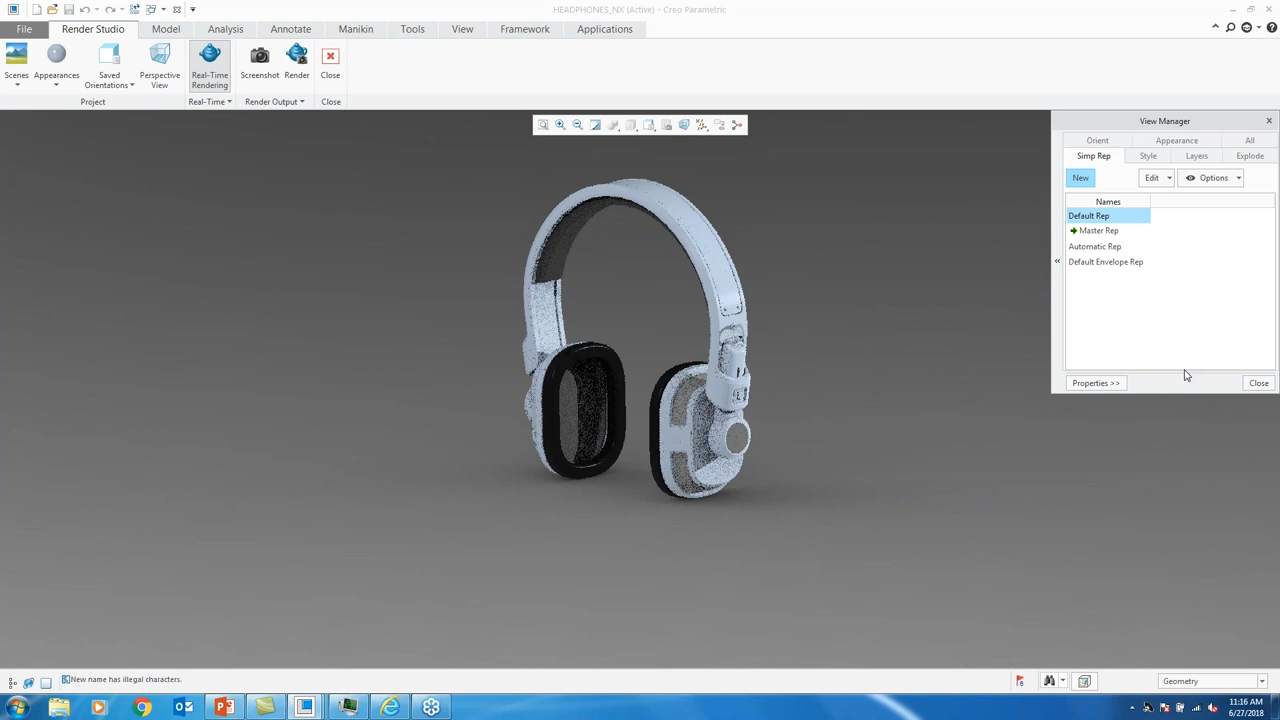 HEADPHONES_NX (Active) - Creo Parametric
File Render Studio Model Analysis Annotate Manikin Tools View Framework Applications
Scenes Appearances Saved Orientations Perspective View Real-Time Rendering Screenshot Render Close
Project Real-Time Render Output Close
View Manager
Orient Appearance All
Simp Rep Style Layers Explode
New Edit Options
Names
Default Rep
Master Rep
Automatic Rep
Default Envelope Rep
Properties >> Close
New name has illegal characters.
Geometry
11:16 AM
6/27/2018